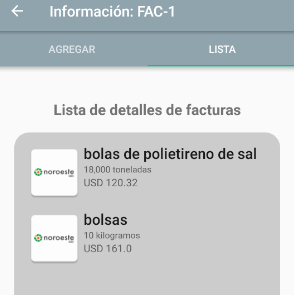 Información: FAC-1
AGREGAR LISTA
Lista de detalles de facturas
bolas de polietireno de sal
noroeste
18,000 toneladas
USD 120.32
bolsas
noroeste
10 kilogramos
USD 161.0